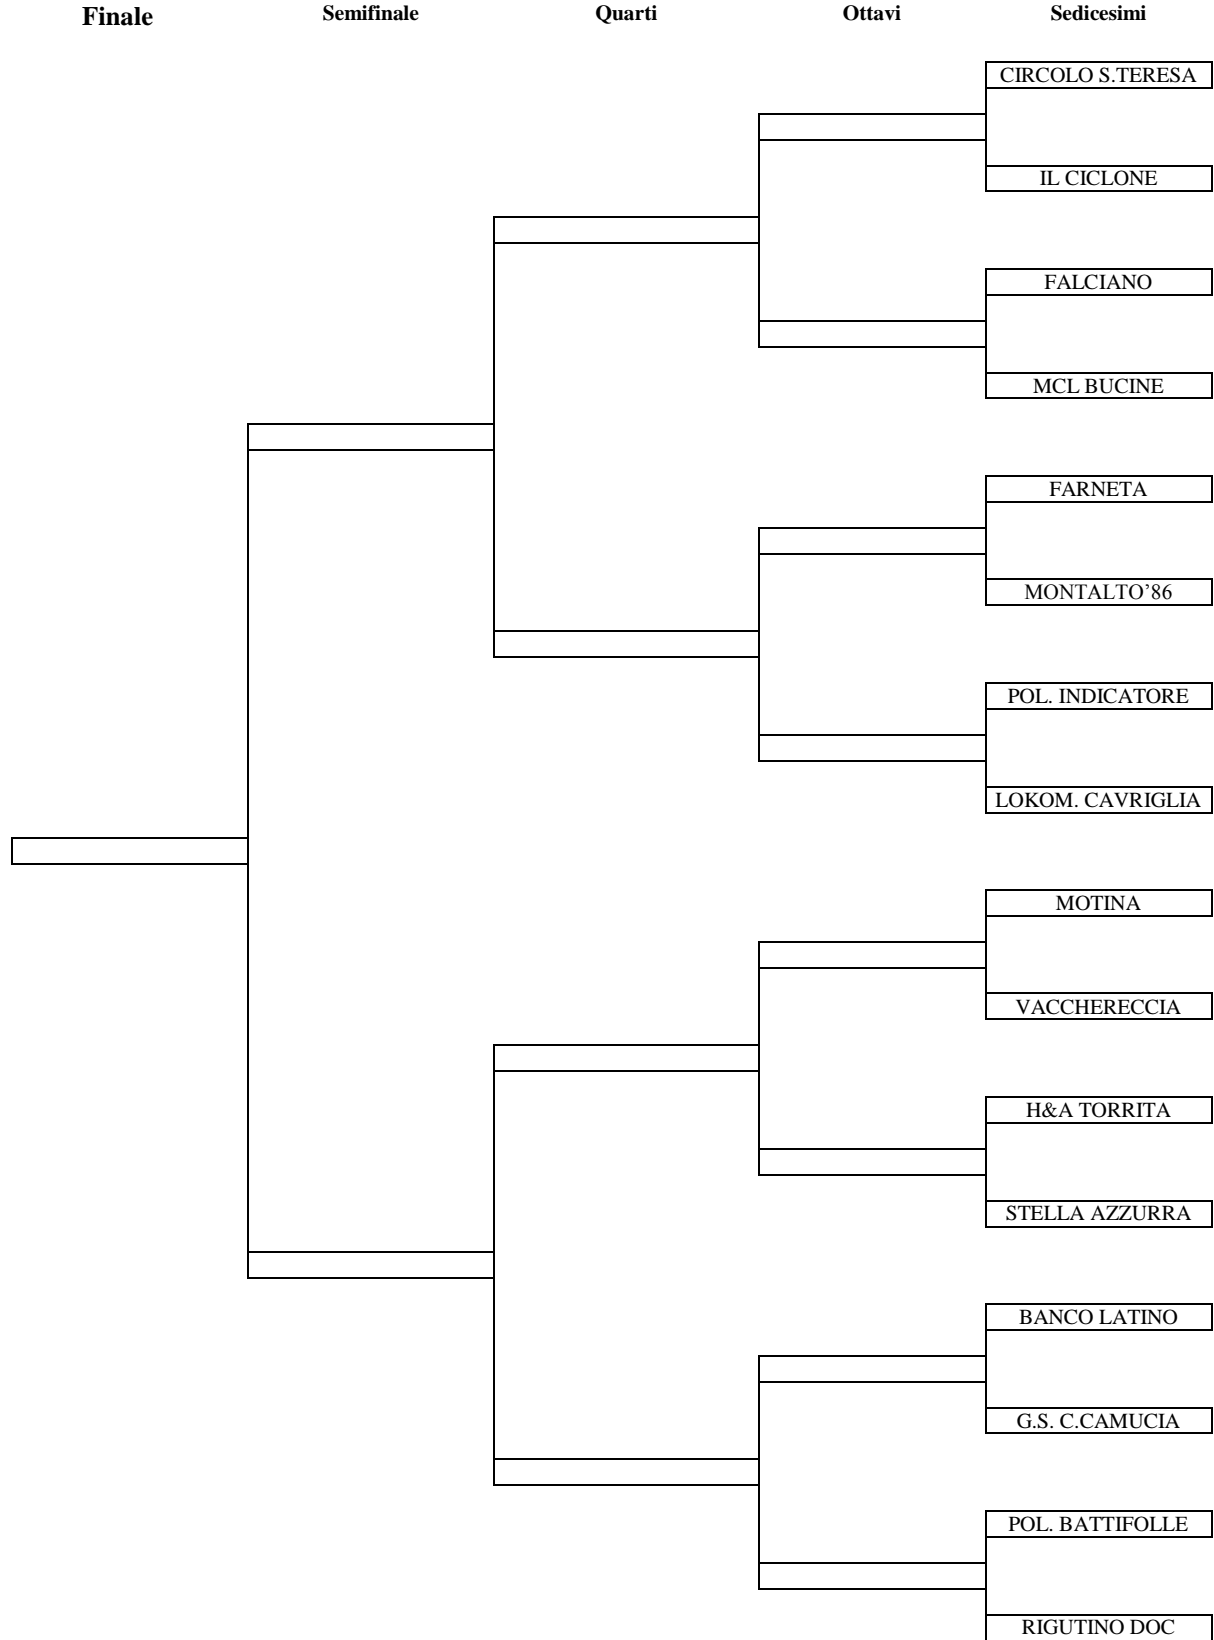 Finale Semifinale Quarti Ottavi Sedicesimi
CIRCOLO S.TERESA
IL CICLONE
FALCIANO
MCL BUCINE
FARNETA
MONTALTO’86
POL. INDICATORE
LOKOM. CAVRIGLIA
MOTINA
VACCHERECCIA
H&A TORRITA
STELLA AZZURRA
BANCO LATINO
G.S. C.CAMUCIA
POL. BATTIFOLLE
RIGUTINO DOC